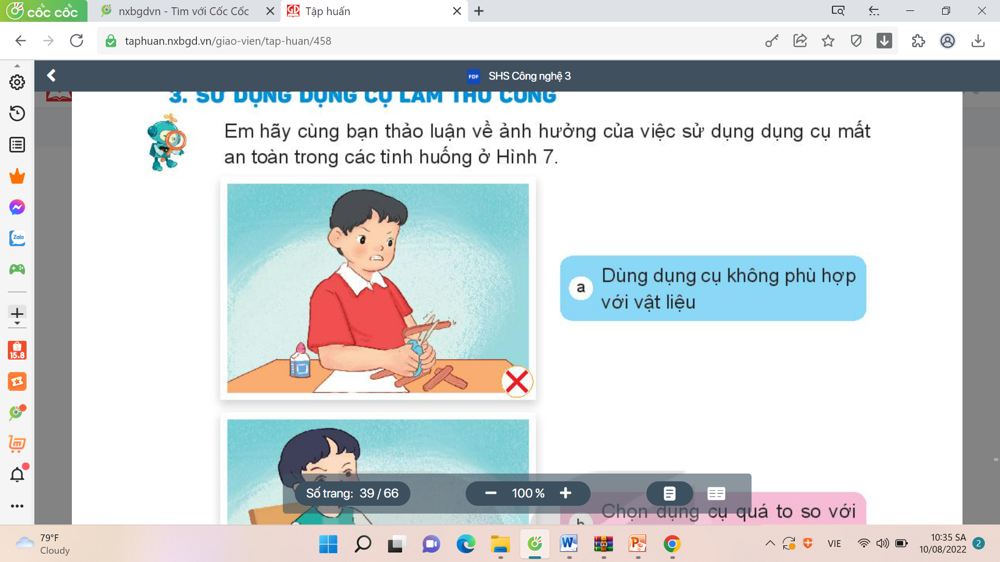 cốc cốc
nxbgdvn - Tìm với Cốc Cốc
GD
Tập huấn
taphuan.nxbgd.vn/giao-vien/tap-huan/458
PDF
SHS Công nghệ 3
3. SỬ DỤNG DỤNG CỤ LÀM THỦ CÔNG
Em hãy cùng bạn thảo luận về ảnh hưởng của việc sử dụng dụng cụ mất
an toàn trong các tình huống ở Hình 7.
a
Dùng dụng cụ không phù hợp
với vật liệu
Zalo
S
15.8
m
Số trang: 39 / 66
100 %
b
Chọn dụng cụ quá to so với
79°F
Cloudy
W
P
VIE
10:35 SA
10/08/2022
2